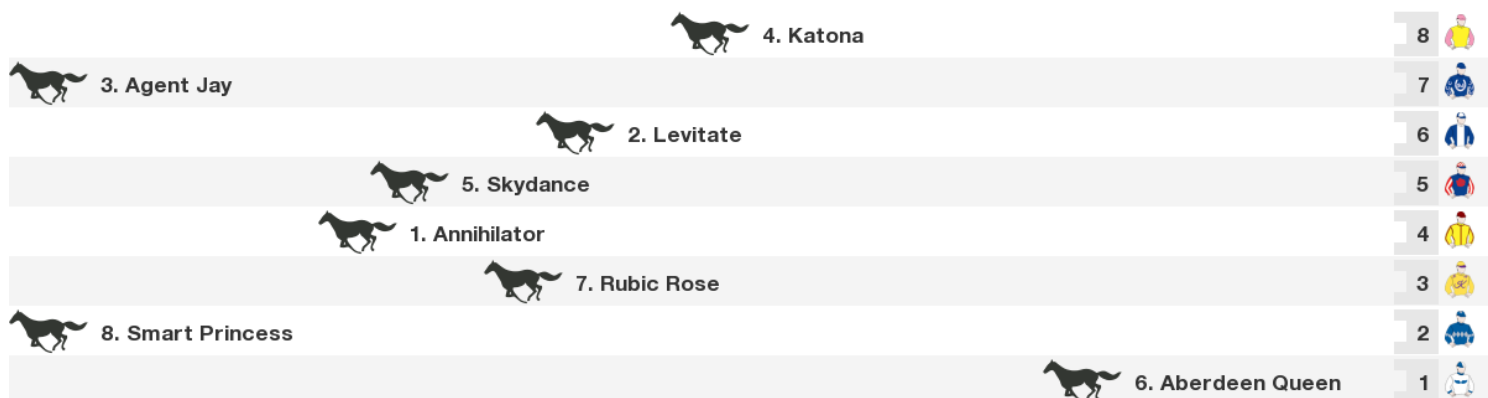 4. Katona 8
3. Agent Jay 7
2. Levitate 6
5. Skydance 5
1. Annihilator 4
7. Rubic Rose 3
8. Smart Princess 2
6. Aberdeen Queen 1